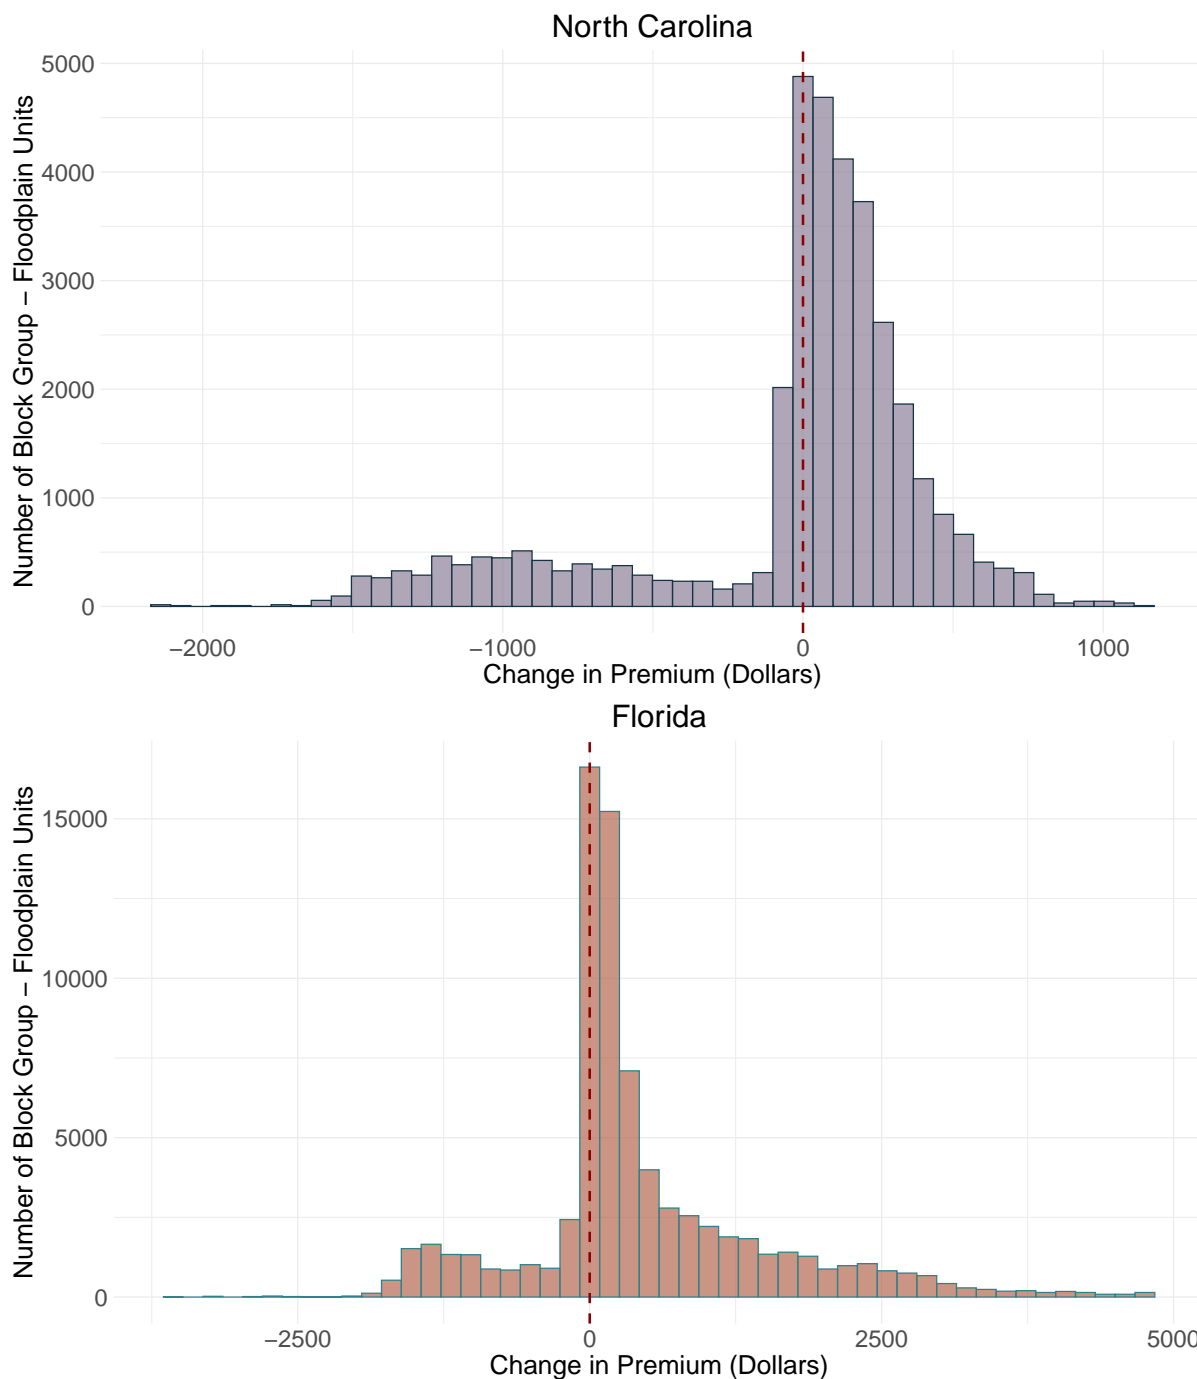 North Carolina
Number of Block Group − Floodplain Units
5000
4000
3000
2000
1000
0
−2000 −1000 0 1000
Change in Premium (Dollars)
Florida
Number of Block Group − Floodplain Units
15000
10000
5000
0
−2500 0 2500 5000
Change in Premium (Dollars)